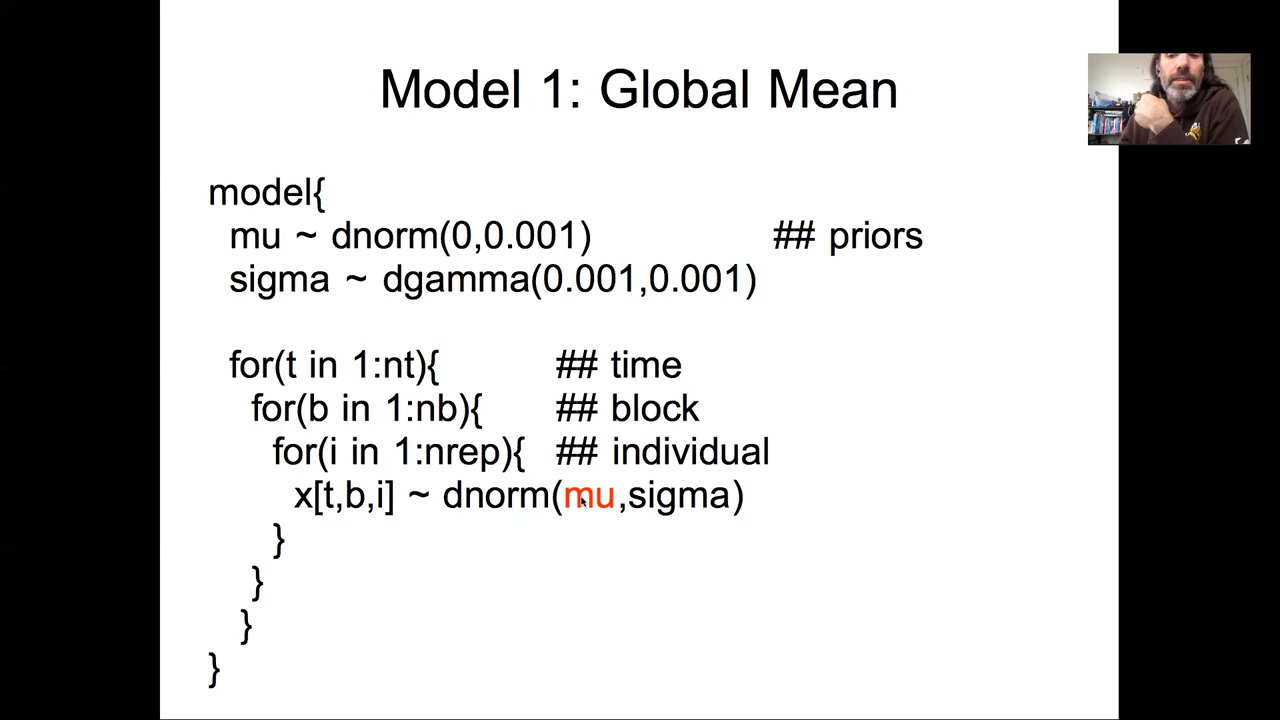 Model 1: Global Mean
model{
mu ~ dnorm(0,0.001) ## priors
sigma ~ dgamma(0.001,0.001)
for(t in 1:nt){ ## time
for(b in 1:nb){ ## block
for(i in 1:nrep){ ## individual
x[t,b,i] ~ dnorm(mu,sigma)
}
}
}
}